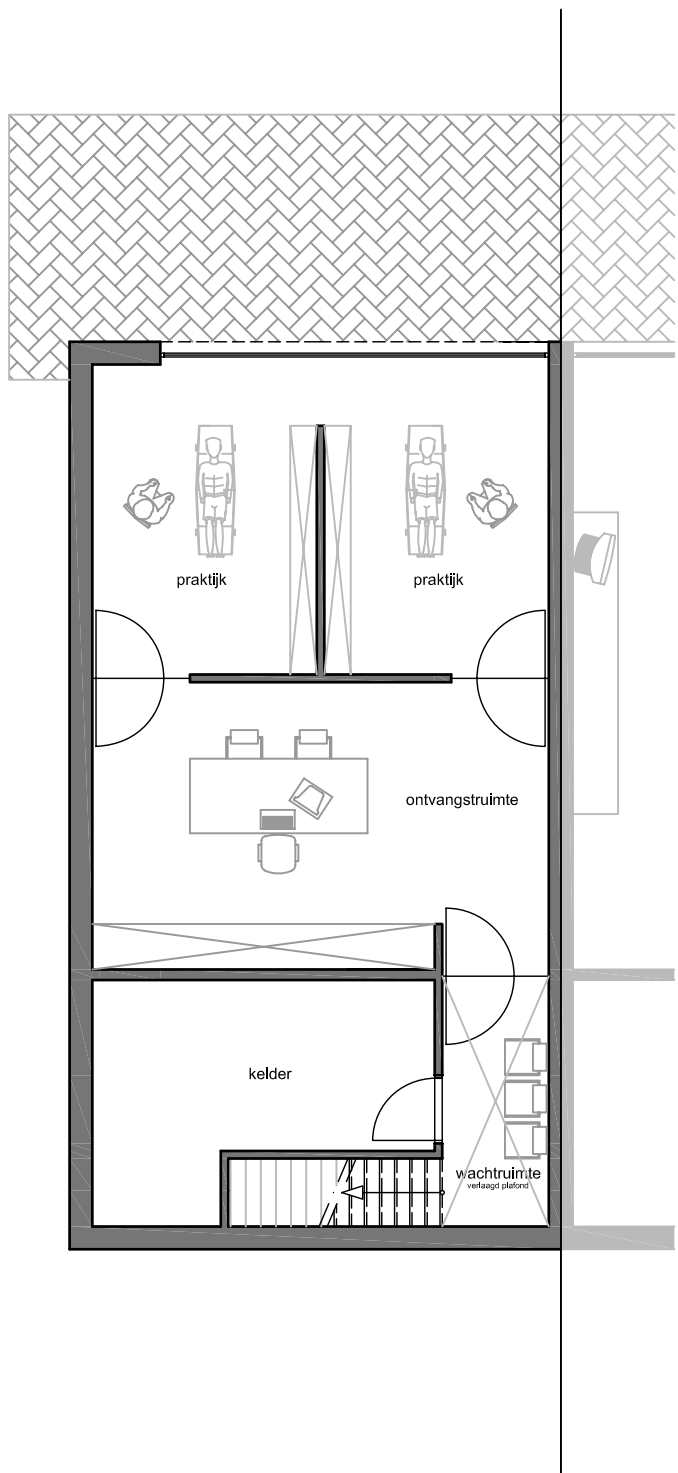 praktijk
praktijk
ontvangstruimte
kelder
wachtruimte
verlaagd plafond